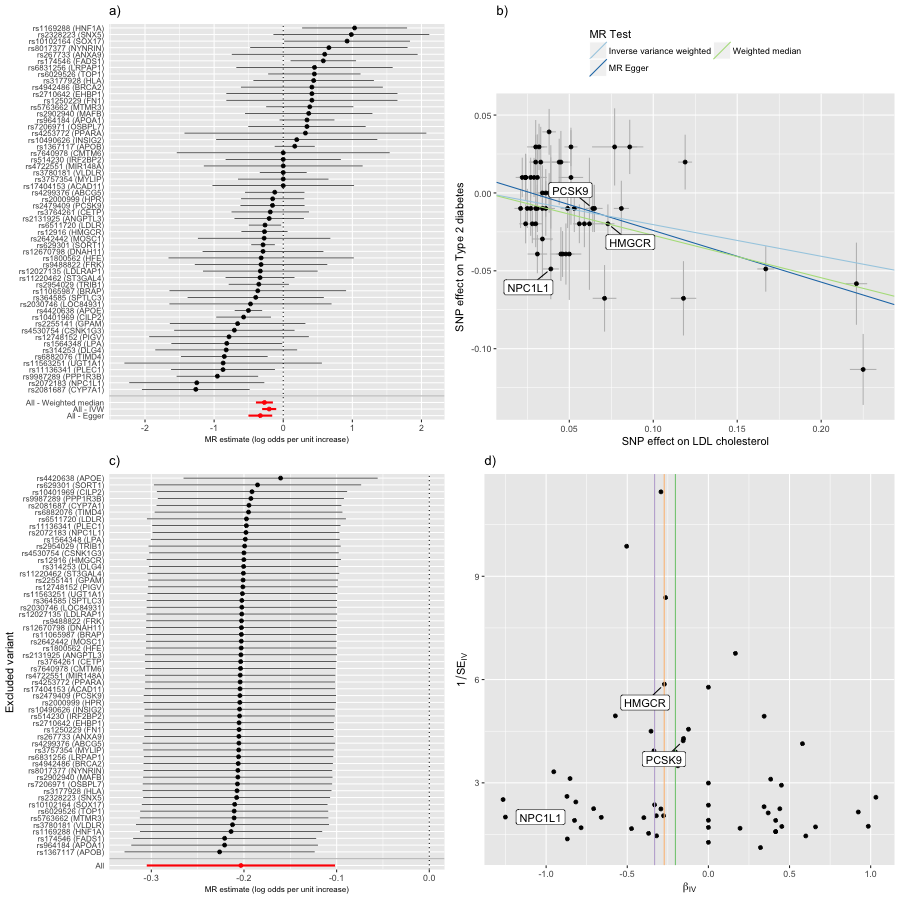 a)
rs1169288 (HNF1A)
rs2328223 (SNX5)
rs10102164 (SOX17)
rs8017377 (NYNRIN)
rs267733 (ANXA9)
rs174546 (FADS1)
rs6831256 (LRPAP1)
rs6029526 (TOP1)
rs3177928 (HLA)
rs4942486 (BRCA2)
rs2710642 (EHBP1)
rs1250229 (FN1)
rs5763662 (MTMR3)
rs2902940 (MAFB)
rs964184 (APOA1)
rs7206971 (OSBPL7)
rs4253772 (PPARA)
rs10490626 (INSIG2)
rs1367117 (APOB)
rs7640978 (CMTM6)
rs514230 (IRF2BP2)
rs4722551 (MIR148A)
rs3780181 (VLDLR)
rs3757354 (MYLIP)
rs17404153 (ACAD11)
rs4299376 (ABCG5)
rs2000999 (HPR)
rs2479409 (PCSK9)
rs3764261 (CETP)
rs2131925 (ANGPTL3)
rs6511720 (LDLR)
rs12916 (HMGCR)
rs2642442 (MOSC1)
rs629301 (SORT1)
rs12670798 (DNAH11)
rs1800562 (HFE)
rs9488822 (FRK)
rs12027135 (LDLRAP1)
rs11220462 (ST3GAL4)
rs2954029 (TRIB1)
rs11065987 (BRAP)
rs364585 (SPTLC3)
rs2030746 (LOC84931)
rs4420638 (APOE)
rs10401969 (CILP2)
rs2255141 (GPAM)
rs4530754 (CSNK1G3)
rs12748152 (PIGV)
rs1564348 (LPA)
rs314253 (DLG4)
rs6882076 (TIMD4)
rs11563251 (UGT1A1)
rs11136341 (PLEC1)
rs9987289 (PPP1R3B)
rs2072183 (NPC1L1)
rs2081687 (CYP7A1)
All - Weighted median
All - IVW
All - Egger
-2 -1 0 1 2
MR estimate (log odds per unit increase)
b)
MR Test
Inverse variance weighted Weighted median
MR Egger
SNP effect on Type 2 diabetes
0.05
0.00
-0.05
-0.10
PCSK9
HMGCR
NPC1L1
0.05 0.10 0.15 0.20
SNP effect on LDL cholesterol
c)
Excluded variant
rs4420638 (APOE)
rs629301 (SORT1)
rs10401969 (CILP2)
rs9987289 (PPP1R3B)
rs2081687 (CYP7A1)
rs6882076 (TIMD4)
rs6511720 (LDLR)
rs11136341 (PLEC1)
rs2072183 (NPC1L1)
rs1564348 (LPA)
rs2954029 (TRIB1)
rs4530754 (CSNK1G3)
rs12916 (HMGCR)
rs314253 (DLG4)
rs11220462 (ST3GAL4)
rs2255141 (GPAM)
rs12748152 (PIGV)
rs11563251 (UGT1A1)
rs364585 (SPTLC3)
rs2030746 (LOC84931)
rs12027135 (LDLRAP1)
rs9488822 (FRK)
rs12670798 (DNAH11)
rs11065987 (BRAP)
rs2642442 (MOSC1)
rs1800562 (HFE)
rs2131925 (ANGPTL3)
rs3764261 (CETP)
rs7640978 (CMTM6)
rs4722551 (MIR148A)
rs4253772 (PPARA)
rs17404153 (ACAD11)
rs2479409 (PCSK9)
rs2000999 (HPR)
rs10490626 (INSIG2)
rs514230 (IRF2BP2)
rs2710642 (EHBP1)
rs1250229 (FN1)
rs267733 (ANXA9)
rs4299376 (ABCG5)
rs3757354 (MYLIP)
rs6831256 (LRPAP1)
rs4942486 (BRCA2)
rs8017377 (NYNRIN)
rs2902940 (MAFB)
rs7206971 (OSBPL7)
rs3177928 (HLA)
rs2328223 (SNX5)
rs10102164 (SOX17)
rs6029526 (TOP1)
rs5763662 (MTMR3)
rs3780181 (VLDLR)
rs1169288 (HNF1A)
rs174546 (FADS1)
rs964184 (APOA1)
rs1367117 (APOB)
All
-0.3 -0.2 -0.1 0.0
MR estimate (log odds per unit increase)
d)
1/SE_IV
9
6
3
HMGCR
PCSK9
NPC1L1
-1.0 -0.5 0.0 0.5 1.0
β_IV